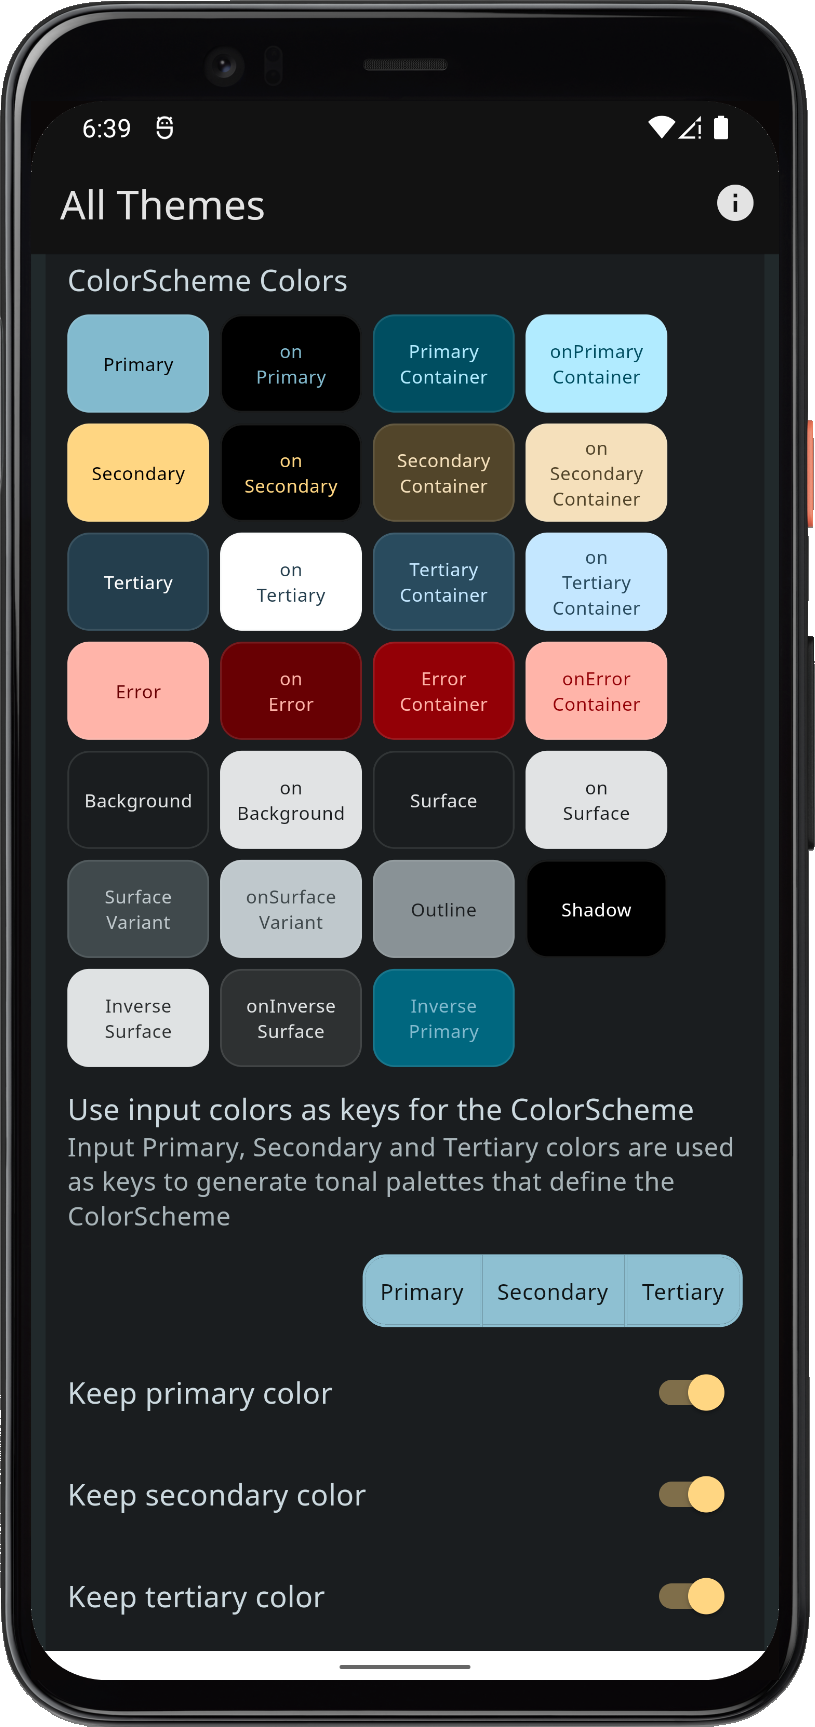 6:39
All Themes
ColorScheme Colors
Primary
on
Primary
Primary
Container
onPrimary
Container
Secondary
on
Secondary
Secondary
Container
on
Secondary
Container
Tertiary
on
Tertiary
Tertiary
Container
on
Tertiary
Container
Error
on
Error
Error
Container
onError
Container
Background
on
Background
Surface
on
Surface
Surface
Variant
onSurface
Variant
Outline
Shadow
Inverse
Surface
onInverse
Surface
Inverse
Primary
Use input colors as keys for the ColorScheme
Input Primary, Secondary and Tertiary colors are used
as keys to generate tonal palettes that define the
ColorScheme
Primary
Secondary
Tertiary
Keep primary color
Keep secondary color
Keep tertiary color